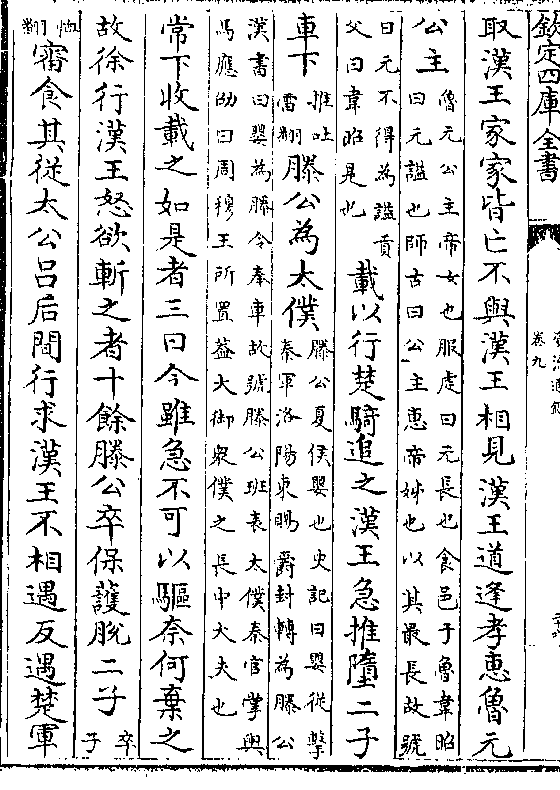 欽定四庫全書
卷九
取漢王家家皆亡不與漢王相見漢王道逢孝惠魯元
公主魯元公主帝女也服虔曰元長也食邑于魯韋昭
曰元謚也師古曰公主惠帝姊也以其最長故號
曰元不得為謚貢
父曰韋昭是也載以行楚騎追之漢王急推墮二子
車下推吐
雷翻滕公為太僕滕公夏侯嬰也史記曰嬰從擊
秦軍洛陽東賜爵封轉為滕公
漢書曰嬰為滕令奉車故號滕公班表太僕秦官掌輿
馬應劭曰周穆王所置蓋大御衆僕之長中大夫也
常下收載之如是者三曰今雖急不可以驅奈何棄之
故徐行漢王怒欲斬之者十餘滕公卒保護脫二子卒
子
恤
翻審食其從太公吕后間行求漢王不相遇反遇楚軍